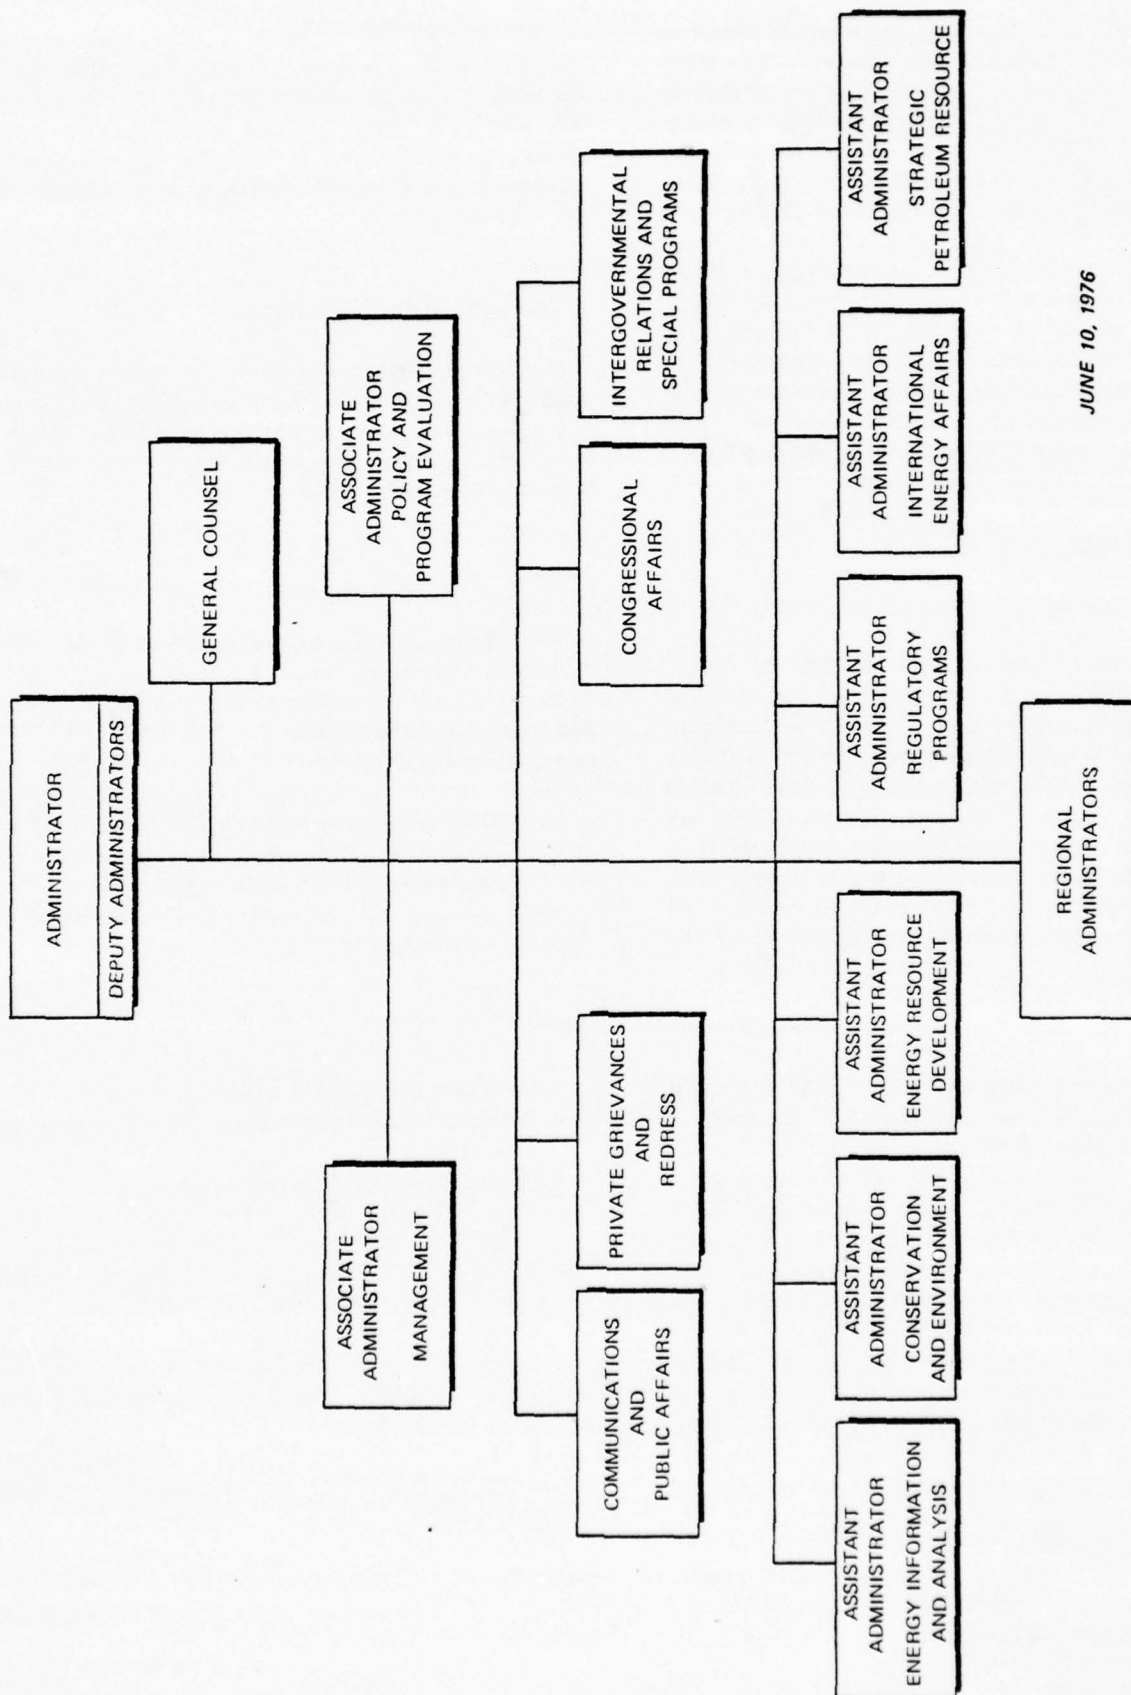 ADMINISTRATOR
DEPUTY ADMINISTRATORS
GENERAL COUNSEL
ASSOCIATE
ADMINISTRATOR
MANAGEMENT
ASSOCIATE
ADMINISTRATOR
POLICY AND
PROGRAM EVALUATION
COMMUNICATIONS
AND
PUBLIC AFFAIRS
PRIVATE GRIEVANCES
AND
REDRESS
CONGRESSIONAL
AFFAIRS
INTERGOVERNMENTAL
RELATIONS AND
SPECIAL PROGRAMS
ASSISTANT
ADMINISTRATOR
ENERGY INFORMATION
AND ANALYSIS
ASSISTANT
ADMINISTRATOR
CONSERVATION
AND ENVIRONMENT
ASSISTANT
ADMINISTRATOR
ENERGY RESOURCE
DEVELOPMENT
ASSISTANT
ADMINISTRATOR
REGULATORY
PROGRAMS
ASSISTANT
ADMINISTRATOR
INTERNATIONAL
ENERGY AFFAIRS
ASSISTANT
ADMINISTRATOR
STRATEGIC
PETROLEUM RESOURCE
REGIONAL
ADMINISTRATORS
JUNE 10, 1976